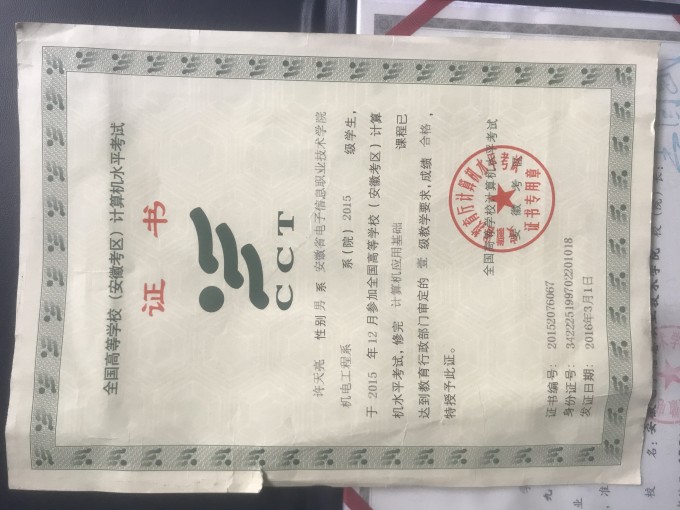 全国高等学校（安徽考区）计算机水平考试
证书
CCT
许天亮 性别 男 系 安徽省电子信息职业技术学院
机电工程系 系(院) 2015 级学生，
于 2015 年 12 月参加全国高等学校（安徽考区）计算
机水平考试，修完 计算机应用基础 课程已
达到教育行政部门审定的 壹 级教学要求，成绩 合格，
特授予此证。
全国高等学校计算机水平考试
安徽考区
证书专用章
证书编号： 20152076067
身份证号： 342225199702201018
发证日期： 2016年3月1日